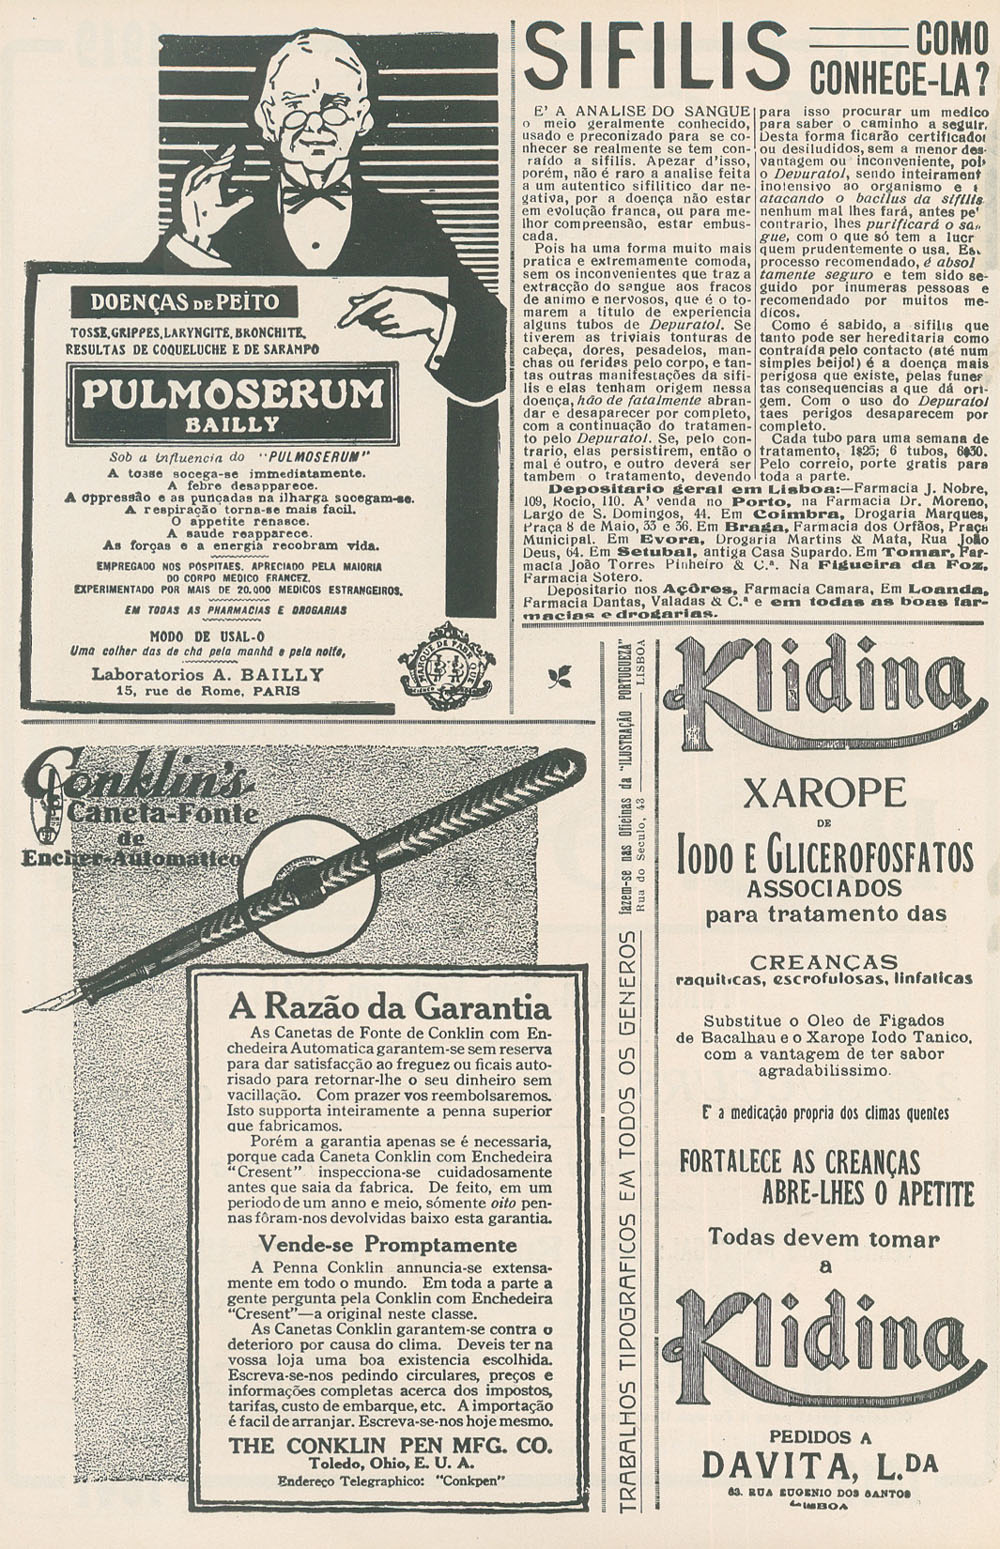 DOENÇAS DE PEITO
TOSSE, GRIPPES, LARYNGITE, BRONCHITE,
RESULTAS DE COQUELUCHE E DE SARAMPO
PULMOSERUM
BAILLY
Sob a influencia do "PULMOSERUM"
A tosse socega-se immediatamente.
A febre desapparece.
A oppressão e as punçadas na ilharga socegam-se.
A respiração torna-se mais facil.
O appetite renasce.
A saude reapparece.
As forças e a energia recobram vida.
EMPREGADO NOS POSPITAES. APRECIADO PELA MAIORIA
DO CORPO MEDICO FRANCEZ.
EXPERIMENTADO POR MAIS DE 20.000 MEDICOS ESTRANGEIROS.
EM TODAS AS PHARMACIAS E DROGARIAS
MODO DE USAL-O
Uma colher das de chá pela manhã e pela noite,
Laboratorios A. BAILLY
15, rue de Rome, PARIS
MARQUE DE FABRIQUE
SIFILIS
COMO
CONHECE-LA?
E' A ANALISE DO SANGUE
o meio geralmente conhecido,
usado e preconizado para se co-
nhecer se realmente se tem con-
raído a sifilis. Apezar d'isso,
porém, não é raro a analise feita
a um autentico sifilitico dar ne-
gativa, por a doença não estar
em evolução franca, ou para me-
lhor compreensão, estar embus-
cada.
Pois ha uma forma muito mais
pratica e extremamente comoda,
sem os inconvenientes que traz a
extracção do sangue aos fracos
de animo e nervosos, que é o to-
marem a titulo de experiencia
alguns tubos de Depuratol. Se
tiverem as triviais tonturas de
cabeça, dores, pesadelos, man-
chas ou feridas pelo corpo, e tan-
tas outras manifestações da sifi-
lis e elas tenham origem nessa
doença, hão de fatalmente abran-
dar e desaparecer por completo,
com a continuação do tratamen-
to pelo Depuratol. Se, pelo con-
trario, elas persistirem, então o
mal é outro, e outro deverá ser
tambem o tratamento, devendo
para isso procurar um medico
para saber o caminho a seguir.
Desta forma ficarão certificados
ou desiludidos, sem a menor des-
vantagem ou inconveniente, pois
o Depuratol, sendo inteirament
inofensivo ao organismo e
atacando o bacilus da sifilis
nenhum mal lhes fará, antes pe'
contrario, lhes purificará o sa-
gue, com o que só tem a lucr
quem prudentemente o usa. Es.
processo recomendado, é absol
tamente seguro e tem sido se-
guido por inumeras pessoas e
recomendado por muitos me-
dicos.
Como é sabido, a sifilis que
tanto pode ser hereditaria como
contraída pelo contacto (até num
simples beijo!) é a doença mais
perigosa que existe, pelas funes
tas consequencias a que dá ori-
gem. Com o uso do Depuratol
taes perigos desaparecem por
completo.
Cada tubo para uma semana de
tratamento, 1$25; 6 tubos, 6$30.
Pelo correio, porte gratis para
toda a parte.
Depositario geral em Lisboa:—Farmacia J. Nobre,
109, Rocio, 110. A' venda no Porto, na Farmacia Dr. Moreno,
Largo de S. Domingos, 44. Em Coimbra, Drogaria Marques,
Praça 8 de Maio, 33 e 36. Em Braga, Farmacia dos Orfãos, Praça
Municipal. Em Evora, Drogaria Martins & Mata, Rua João
Deus, 64. Em Setubal, antiga Casa Supardo. Em Tomar, Far-
macia João Torres Pinheiro & C.ª. Na Figueira da Foz,
Farmacia Sotero.
Depositario nos Açôres, Farmacia Camara, Em Loanda,
Farmacia Dantas, Valadas & C.ª e em todas as boas far-
macias e drogarias.
Conklin's
Caneta-Fonte
de
Encher-Automatico
A Razão da Garantia
As Canetas de Fonte de Conklin com En-
chedeira Automatica garantem-se sem reserva
para dar satisfacção ao freguez ou ficais auto-
risado para retornar-lhe o seu dinheiro sem
vacillação. Com prazer vos reembolsaremos.
Isto supporta inteiramente a penna superior
que fabricamos.
Porém a garantia apenas se é necessaria,
porque cada Caneta Conklin com Enchedeira
"Cresent" inspecciona-se cuidadosamente
antes que saia da fabrica. De feito, em um
periodo de um anno e meio, sómente oito pen-
nas fôram-nos devolvidas baixo esta garantia.
Vende-se Promptamente
A Penna Conklin annuncia-se extensa-
mente em todo o mundo. Em toda a parte a
gente pergunta pela Conklin com Enchedeira
"Cresent"—a original neste classe.
As Canetas Conklin garantem-se contra o
deterioro por causa do clima. Deveis ter na
vossa loja uma boa existencia escolhida.
Escreva-se-nos pedindo circulares, preços e
informações completas acerca dos impostos,
tarifas, custo de embarque, etc. A importação
é facil de arranjar. Escreva-se-nos hoje mesmo.
THE CONKLIN PEN MFG. CO.
Toledo, Ohio, E. U. A.
Endereço Telegraphico: "Conkpen"
TRABALHOS TIPOGRAFICOS EM TODOS OS GENEROS
fazem-se nas Oficinas da "ILUSTRAÇÃO PORTUGUEZA"
Rua do Seculo, 43 — LISBOA
Klidina
XAROPE
DE
IODO E GLICEROFOSFATOS
ASSOCIADOS
para tratamento das
CREANÇAS
raquiticas, escrofulosas, linfaticas
Substitue o Oleo de Figados
de Bacalhau e o Xarope Iodo Tanico,
com a vantagem de ter sabor
agradabilissimo.
E a medicação propria dos climas quentes
FORTALECE AS CREANÇAS
ABRE-LHES O APETITE
Todas devem tomar
a
Klidina
PEDIDOS A
DAVITA, L.DA
63. RUA EUGENIO DOS SANTOS
LISBOA